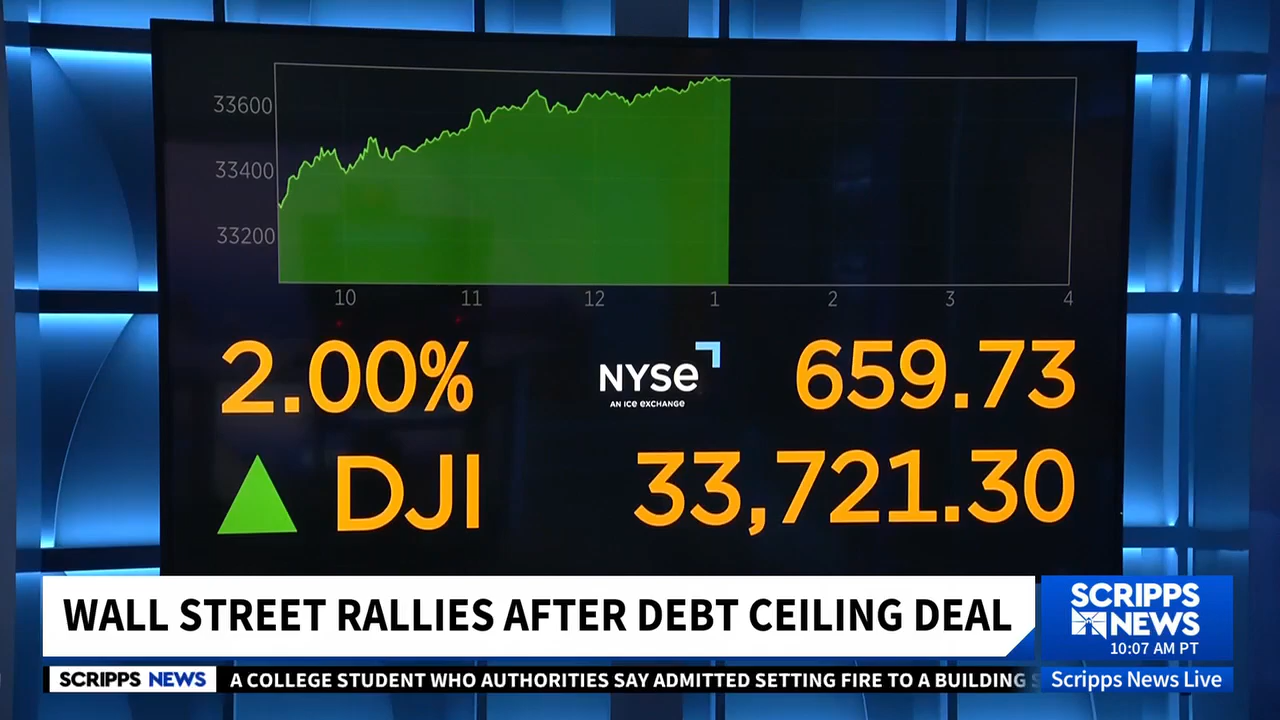 33600
33400
33200
10 11 12 1 2 3 4
2.00% NYSE 659.73
AN ICE EXCHANGE
DJI 33,721.30
WALL STREET RALLIES AFTER DEBT CEILING DEAL
SCRIPPS
NEWS
10:07 AM PT
SCRIPPS NEWS A COLLEGE STUDENT WHO AUTHORITIES SAY ADMITTED SETTING FIRE TO A BUILDING
Scripps News Live